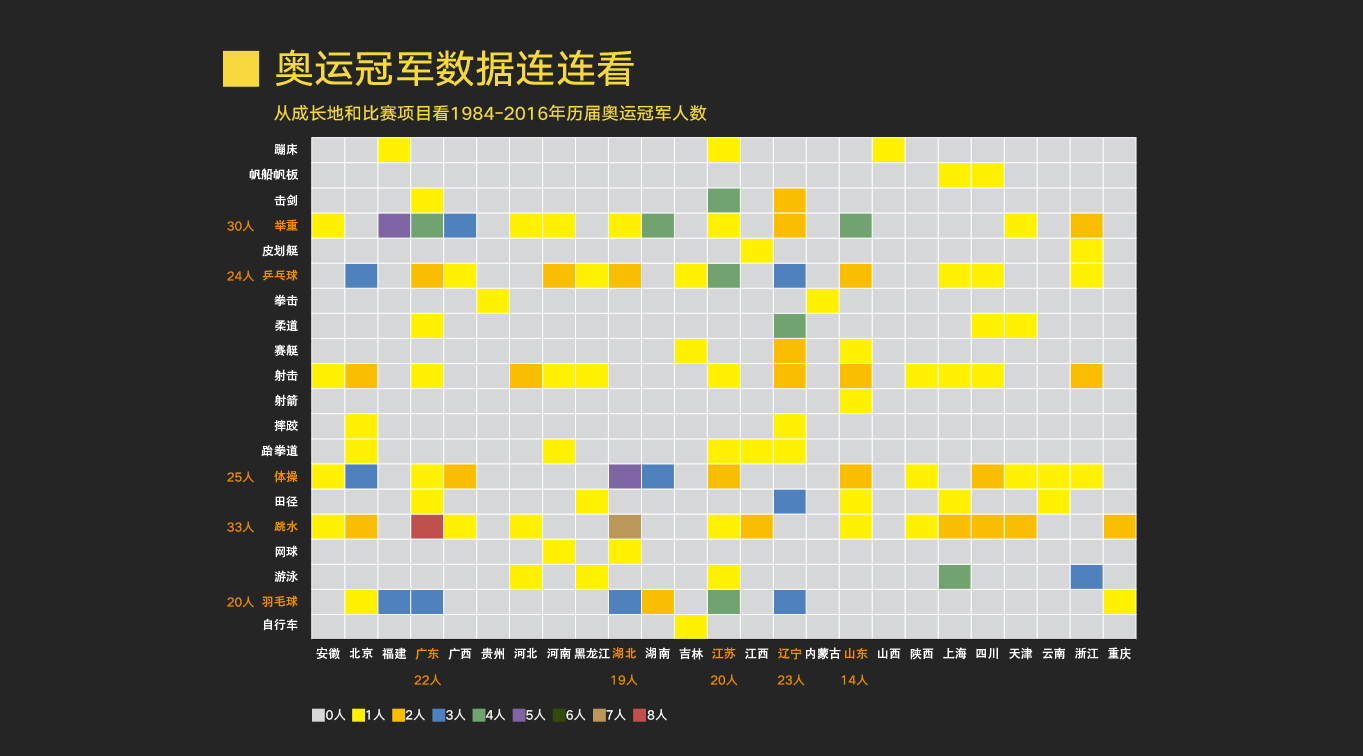 奥运冠军数据连连看
从成长地和比赛项目看1984-2016年历届奥运冠军人数
蹦床
帆船帆板
击剑
30人 举重
皮划艇
24人 乒乓球
拳击
柔道
赛艇
射击
射箭
摔跤
跆拳道
25人 体操
田径
33人 跳水
网球
游泳
20人 羽毛球
自行车
安徽 北京 福建 广东 广西 贵州 河北 河南 黑龙江 湖北 湖南 吉林 江苏 江西 辽宁 内蒙古 山东 山西 陕西 上海 四川 天津 云南 浙江 重庆
22人 19人 20人 23人 14人
0人 1人 2人 3人 4人 5人 6人 7人 8人